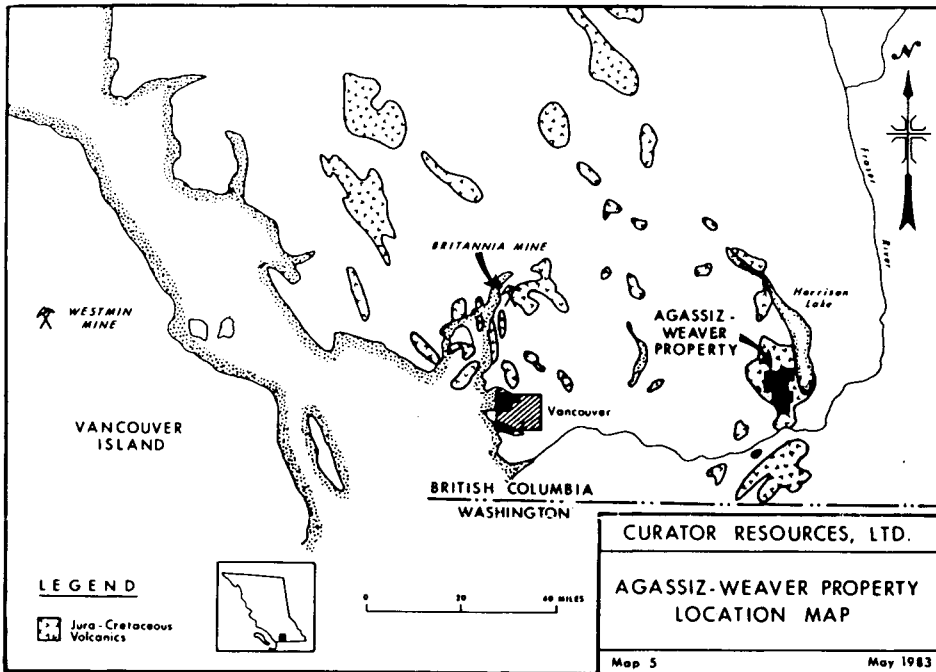 N
Fraser
River
BRITANNIA MINE
Harrison
Lake
WESTMIN
MINE
AGASSIZ-
WEAVER
PROPERTY
Vancouver
VANCOUVER
ISLAND
BRITISH COLUMBIA
WASHINGTON
CURATOR RESOURCES, LTD.
LEGEND
Jura-Cretaceous
Volcanics
0 20 40 MILES
AGASSIZ-WEAVER PROPERTY
LOCATION MAP
Map 5 May 1983